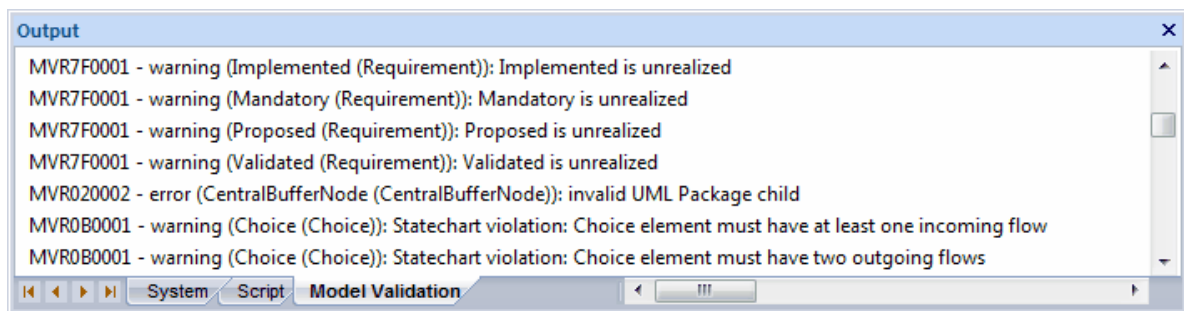 Output
MVR7F0001 - warning (Implemented (Requirement)): Implemented is unrealized
MVR7F0001 - warning (Mandatory (Requirement)): Mandatory is unrealized
MVR7F0001 - warning (Proposed (Requirement)): Proposed is unrealized
MVR7F0001 - warning (Validated (Requirement)): Validated is unrealized
MVR020002 - error (CentralBufferNode (CentralBufferNode)): invalid UML Package child
MVR0B0001 - warning (Choice (Choice)): Statechart violation: Choice element must have at least one incoming flow
MVR0B0001 - warning (Choice (Choice)): Statechart violation: Choice element must have two outgoing flows
System Script Model Validation